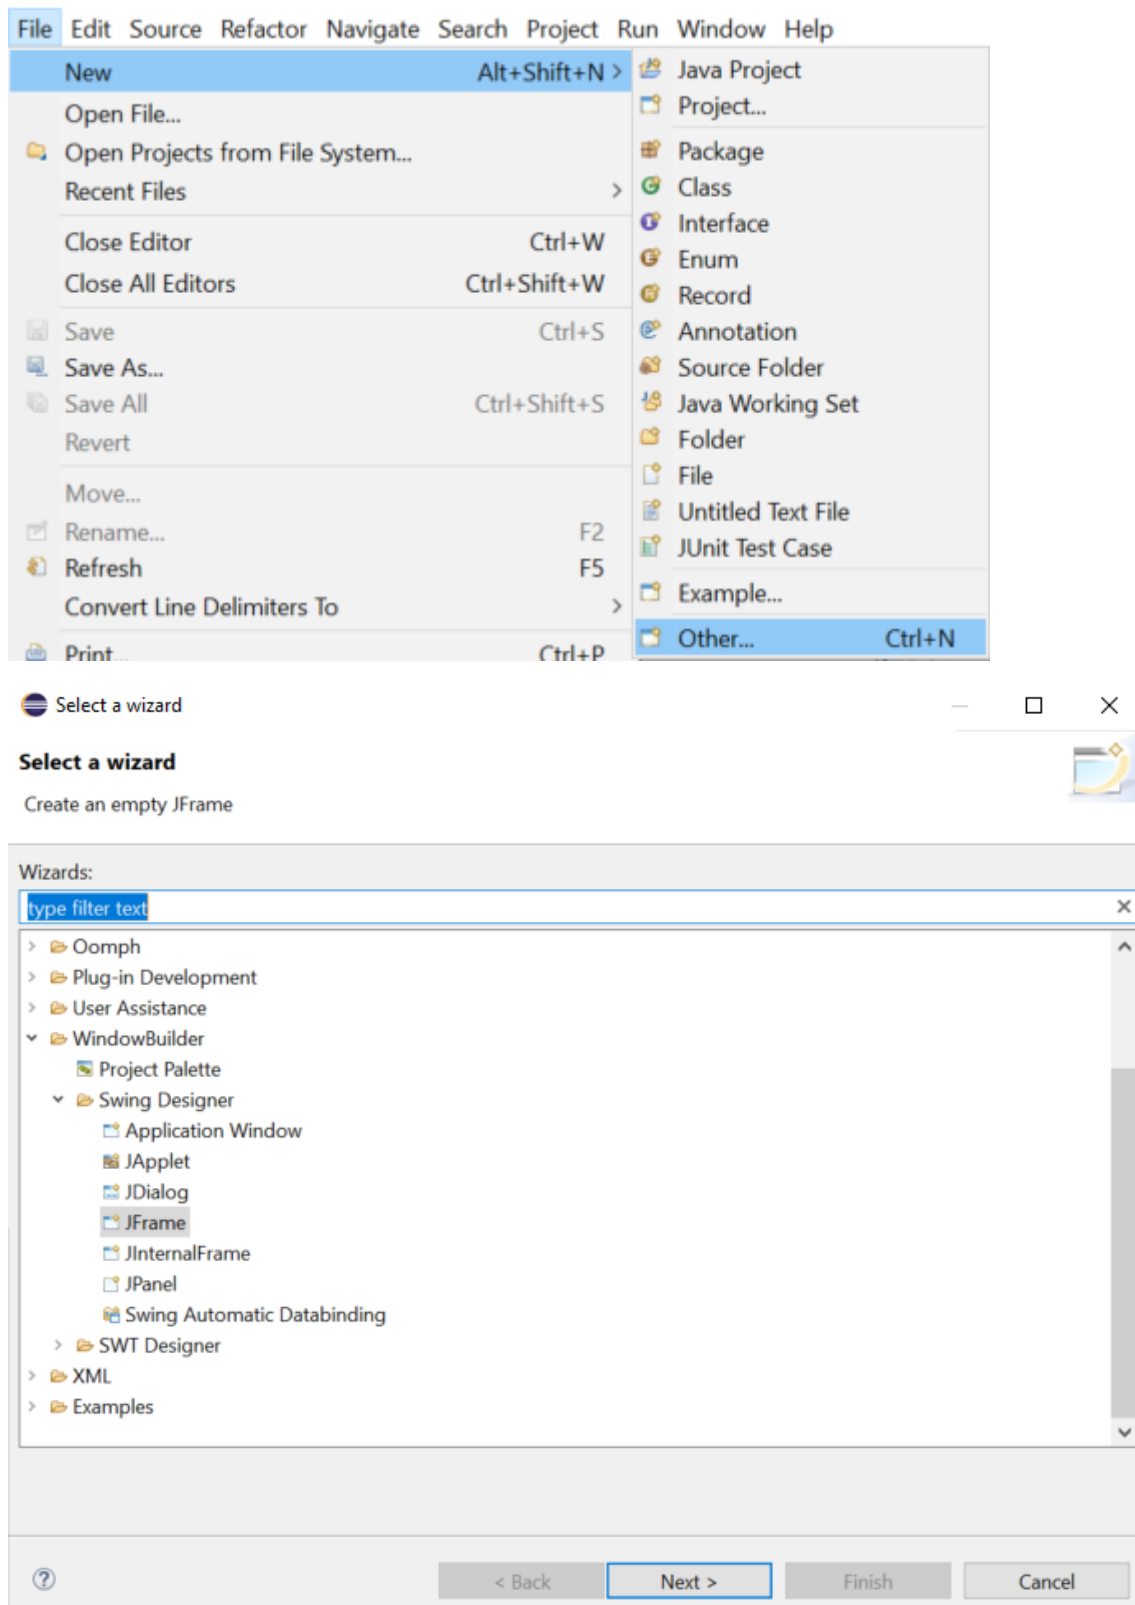 File Edit Source Refactor Navigate Search Project Run Window Help
New Alt+Shift+N >
Open File...
Open Projects from File System...
Recent Files >
Close Editor Ctrl+W
Close All Editors Ctrl+Shift+W
Save Ctrl+S
Save As...
Save All Ctrl+Shift+S
Revert
Move...
Rename... F2
Refresh F5
Convert Line Delimiters To >
Print... Ctrl+P
Java Project
Project...
Package
Class
Interface
Enum
Record
Annotation
Source Folder
Java Working Set
Folder
File
Untitled Text File
JUnit Test Case
Example...
Other... Ctrl+N
Select a wizard
Select a wizard
Create an empty JFrame
Wizards:
type filter text
Oomph
Plug-in Development
User Assistance
WindowBuilder
Project Palette
Swing Designer
Application Window
JApplet
JDialog
JFrame
JInternalFrame
JPanel
Swing Automatic Databinding
SWT Designer
XML
Examples
< Back Next > Finish Cancel